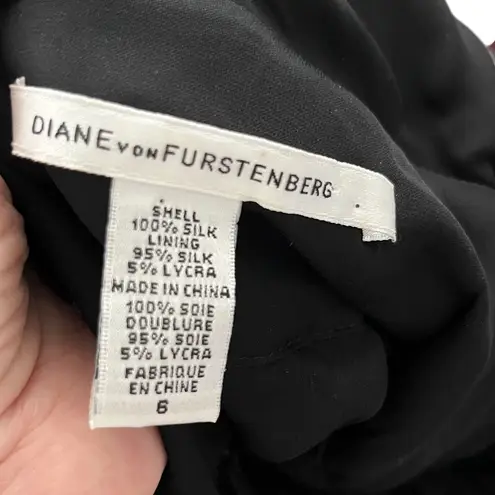 DIANE VON FURSTENBERG
SHELL
100% SILK
LINING
95% SILK
5% LYCRA
MADE IN CHINA
100% SOIE
DOUBLURE
95% SOIE
5% LYCRA
FABRIQUE
EN CHINE
6